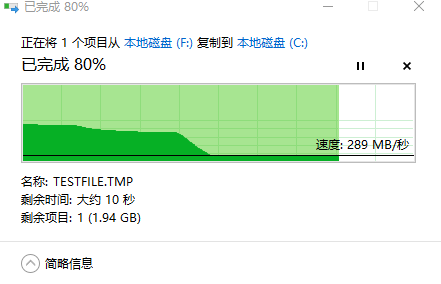 已完成 80%
正在将 1 个项目从 本地磁盘 (F:) 复制到 本地磁盘 (C:)
已完成 80%
速度: 289 MB/秒
名称: TESTFILE.TMP
剩余时间: 大约 10 秒
剩余项目: 1 (1.94 GB)
简略信息